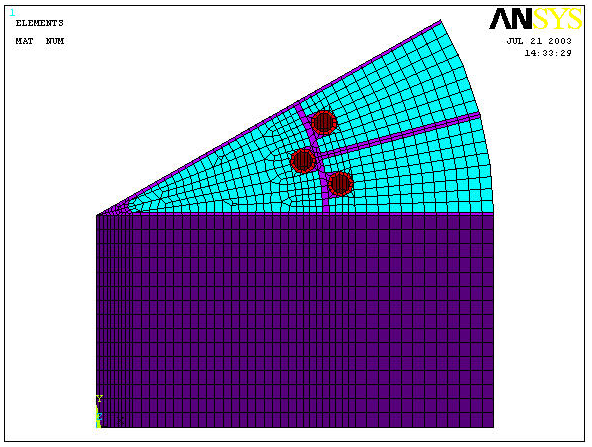 1
ELEMENTS
MAT NUM
ANSYS
JUL 21 2003
14:33:29
Y